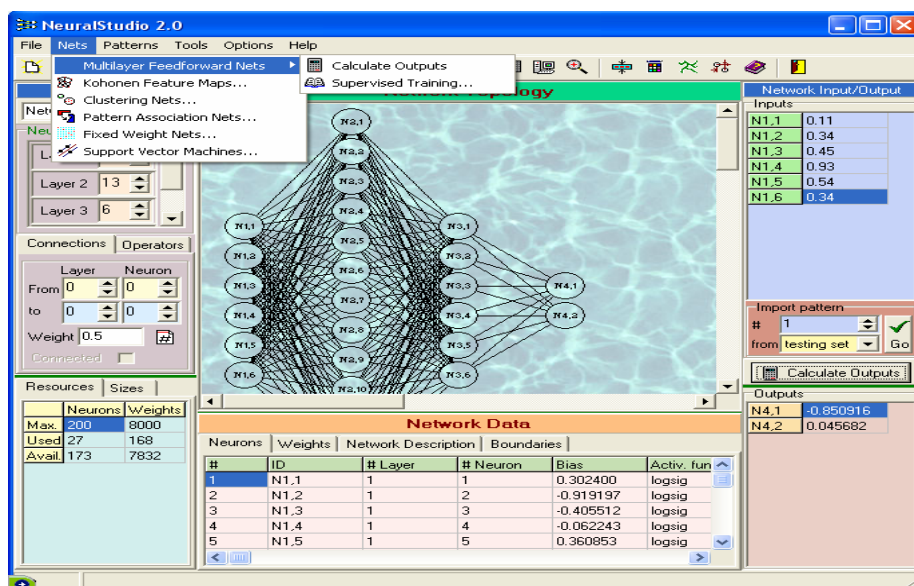 NeuralStudio 2.0
File Nets Patterns Tools Options Help
Multilayer Feedforward Nets
Kohonen Feature Maps...
Clustering Nets...
Pattern Association Nets...
Fixed Weight Nets...
Support Vector Machines...
Calculate Outputs
Supervised Training...
Layer 2 13
Layer 3 6
Connections Operators
Layer Neuron
From 0 0
to 0 0
Weight 0.5
Connected
Resources Sizes
Neurons Weights
Max. 200 8000
Used 27 168
Avail. 173 7832
Network Topology
N2,1
N2,2
N2,3
N2,4
N1,1 N3,1
N2,5
N1,2 N3,2
N2,6
N1,3 N3,3 N4,1
N2,7
N1,4 N3,4 N4,2
N2,8
N1,5 N3,5
N2,9
N1,6 N3,6
N2,10
Network Data
Neurons Weights Network Description Boundaries
# ID # Layer # Neuron Bias Activ. fun
1 N1,1 1 1 0.302400 logsig
2 N1,2 1 2 -0.919197 logsig
3 N1,3 1 3 -0.405512 logsig
4 N1,4 1 4 -0.062243 logsig
5 N1,5 1 5 0.360853 logsig
Network Input/Output
Inputs
N1,1 0.11
N1,2 0.34
N1,3 0.45
N1,4 0.93
N1,5 0.54
N1,6 0.34
Import pattern
# 1
from testing set Go
Calculate Outputs
Outputs
N4,1 -0.850916
N4,2 0.045682